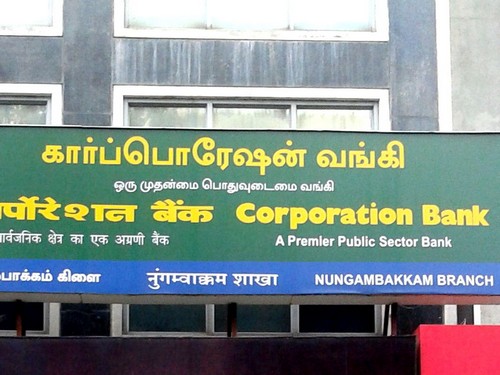 கார்ப்பொரேஷன் வங்கி
ஒரு முதன்மை பொதுவுடைமை வங்கி
र्पोरेशन बैंक Corporation Bank
ार्वजनिक क्षेत्र का एक अग्रणी बैंक A Premier Public Sector Bank
பாக்கம் கிளை नुंगम्वाक्कम शाखा NUNGAMBAKKAM BRANCH